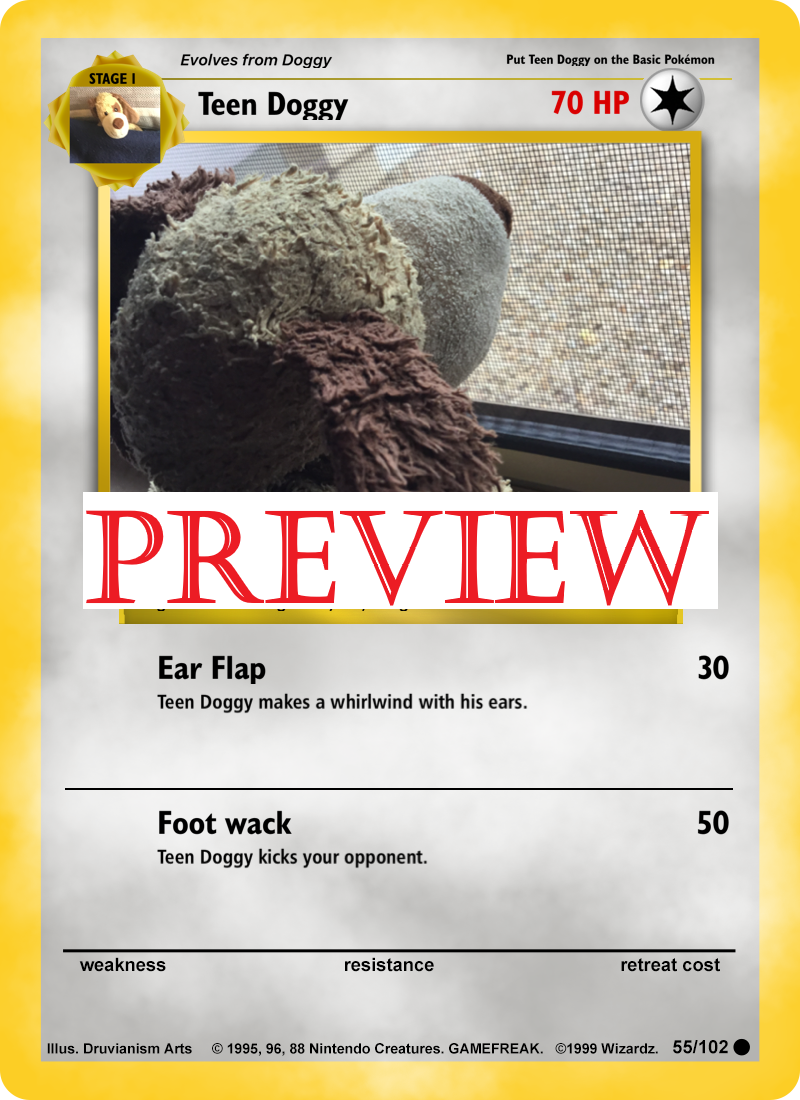 Evolves from Doggy
Put Teen Doggy on the Basic Pokémon
STAGE I
Teen Doggy
70 HP
PREVIEW
Ear Flap
30
Teen Doggy makes a whirlwind with his ears.
Foot wack
50
Teen Doggy kicks your opponent.
weakness
resistance
retreat cost
Illus. Druvianism Arts © 1995, 96, 88 Nintendo Creatures. GAMEFREAK. ©1999 Wizardz. 55/102